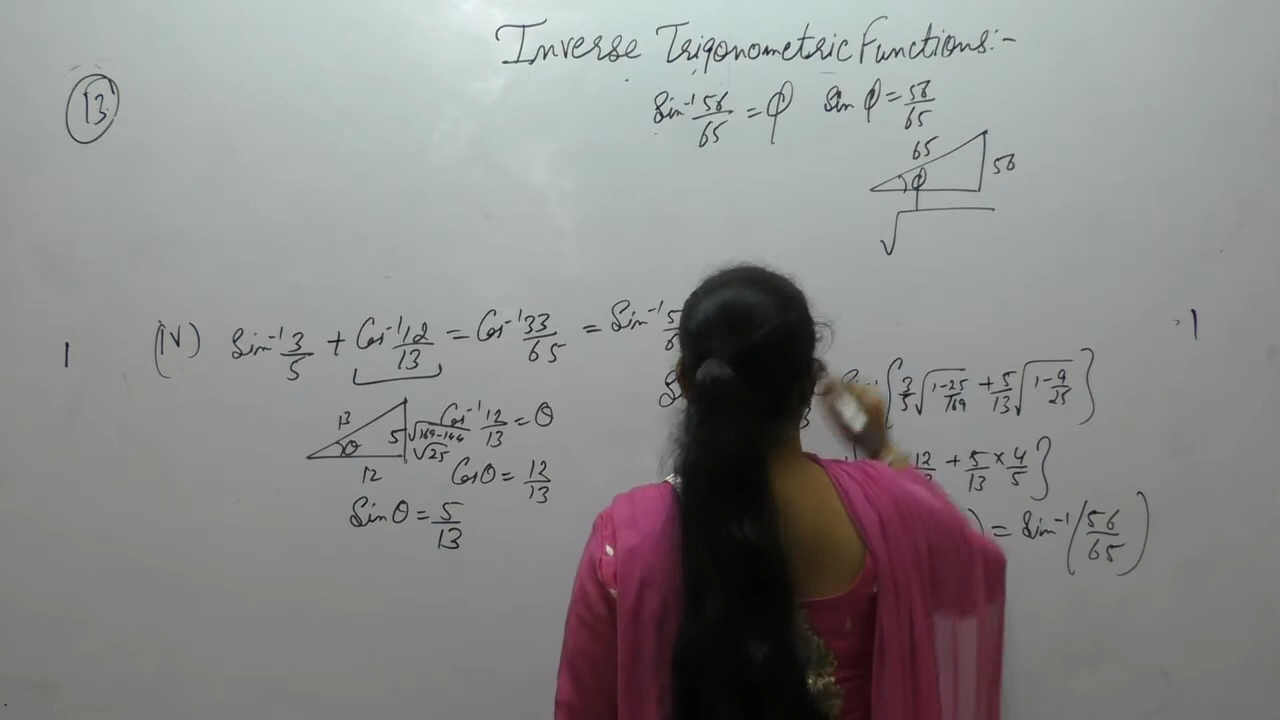 Inverse Trigonometric Functions:-
13
Sin⁻¹ 56/65 = φ Sin φ = 56/65
65
56
φ
√
(IV) Sin⁻¹ 3/5 + Cos⁻¹ 12/13 = Cos⁻¹ 33/65 = Sin⁻¹
1
1
{3/5 √(1-25/169) + 5/13 √(1-9/25)}
13
θ
12
5
√169-144
√25
Cos⁻¹ 12/13 = θ
Cos θ = 12/13
Sin θ = 5/13
+ 5/13 × 4/5}
) = Sin⁻¹ (56/65)